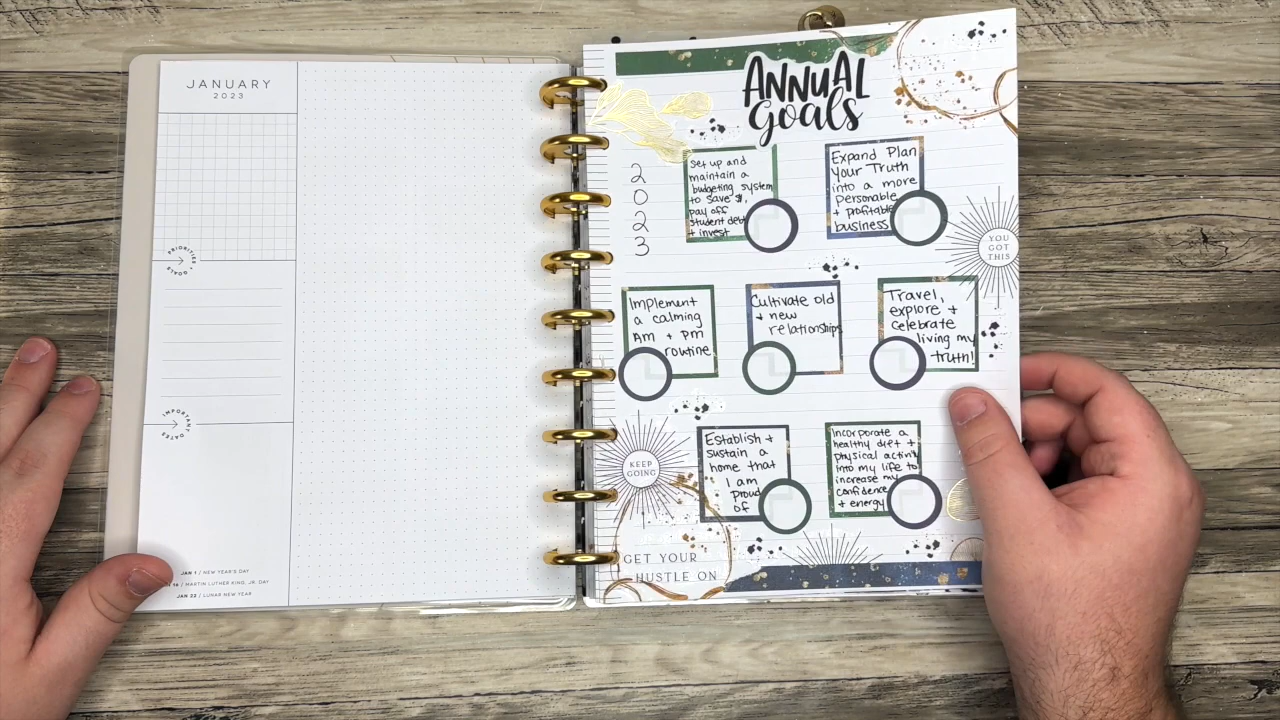 JANUARY
2023
PRIORITIES
GOALS
IMPORTANT
DATES
JAN 1 / NEW YEAR'S DAY
16 / MARTIN LUTHER KING, JR. DAY
JAN 22 / LUNAR NEW YEAR
ANNUAL
goals
2
0
2
3
Set up and
maintain a
budgeting system
to save $,
pay off
student debt
+ invest
Expand Plan
Your Truth
into a more
personable
+ profitable
business
YOU
GOT
THIS
Implement
a calming
Am + pm
routine
Cultivate old
+ new
relationships
Travel,
explore +
celebrate
living my
truth!
KEEP
GOING
Establish +
sustain a
home that
I am
proud
of
Incorporate a
healthy diet +
physical activity
into my life to
increase my
confidence
+ energy
GET YOUR
HUSTLE ON